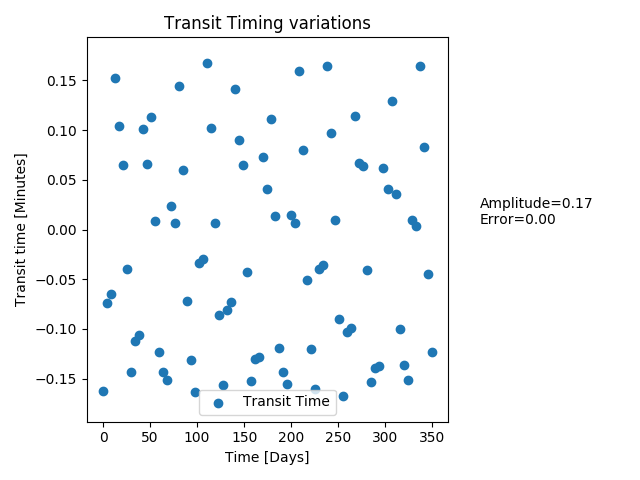 Transit Timing variations
Transit time [Minutes]
0.15
0.10
0.05
0.00
−0.05
−0.10
−0.15
Amplitude=0.17
Error=0.00
Transit Time
0 50 100 150 200 250 300 350
Time [Days]